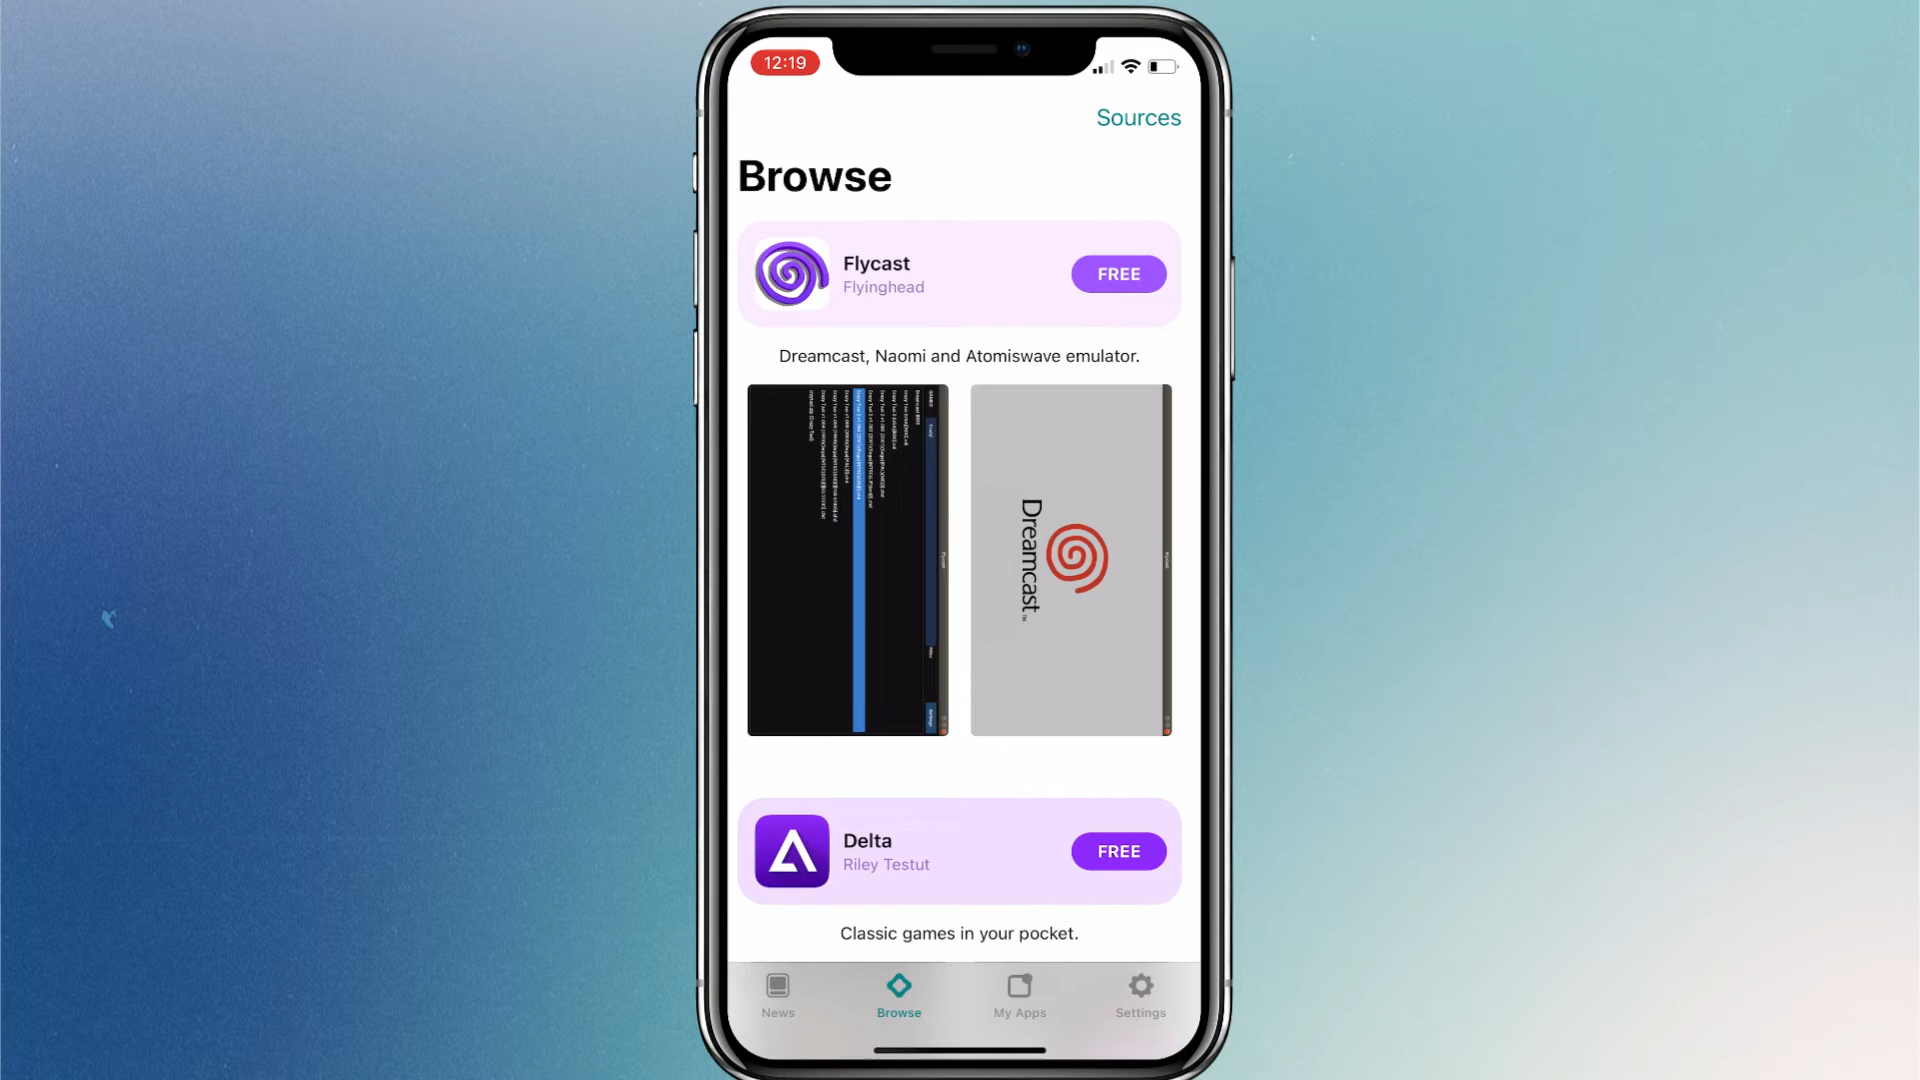 12:19
Sources
Browse
Flycast
Flyinghead
FREE
Dreamcast, Naomi and Atomiswave emulator.
Dreamcast
Delta
Riley Testut
FREE
Classic games in your pocket.
News
Browse
My Apps
Settings